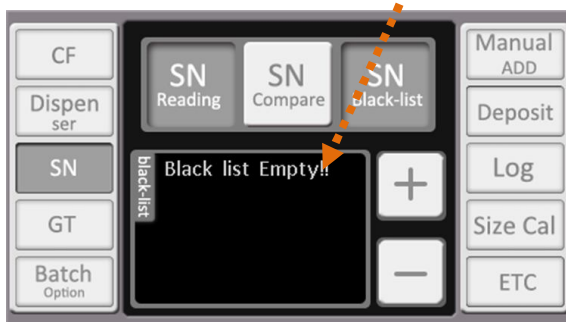 CF
Dispen
ser
SN
GT
Batch
Option
SN
Reading
SN
Compare
SN
Black-list
black-list
Black list Empty!!
+
−
Manual
ADD
Deposit
Log
Size Cal
ETC